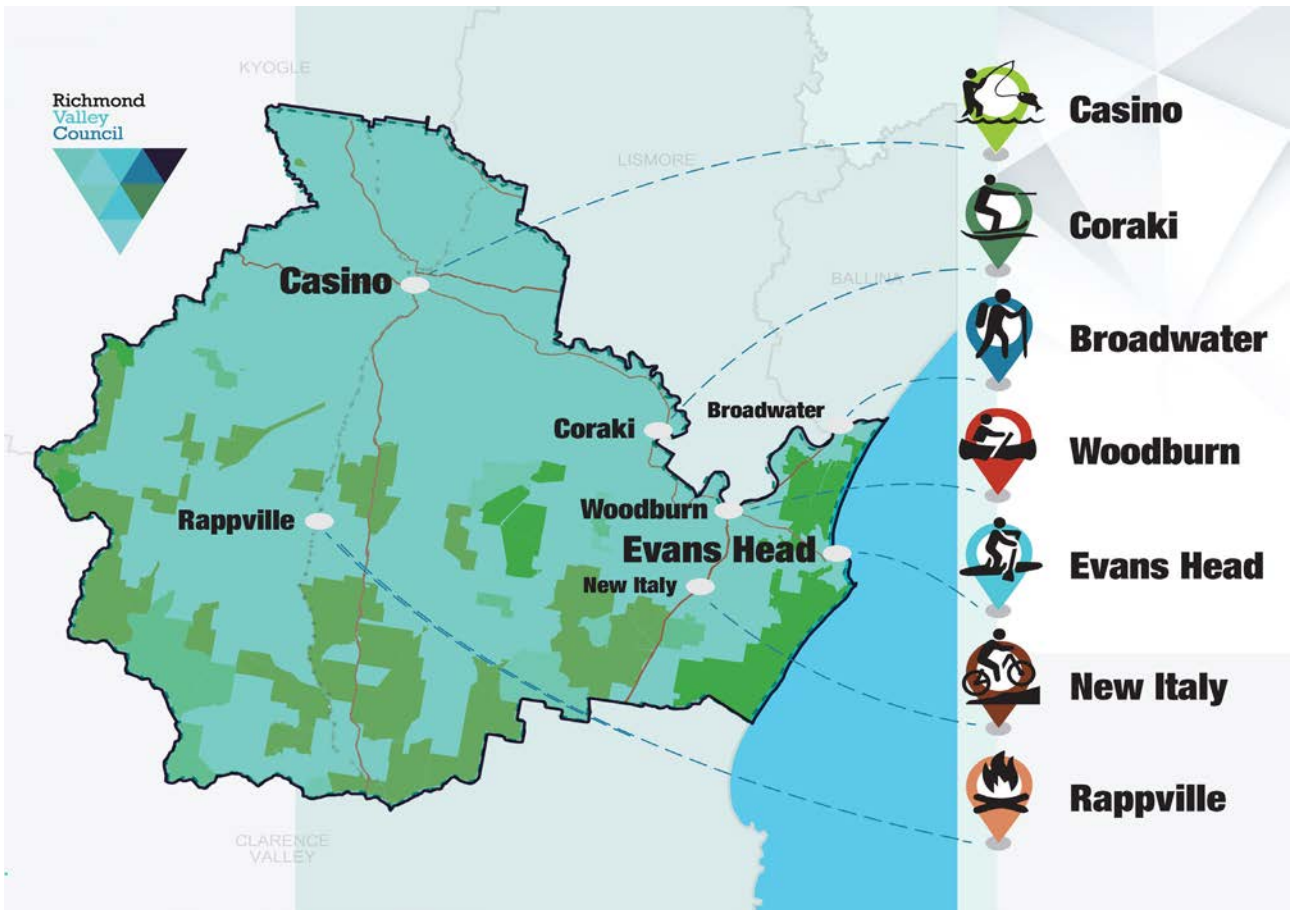 KYOGLE
Richmond
Valley
Council
LISMORE
BALLINA
Casino
Coraki
Broadwater
Woodburn
Evans Head
New Italy
Rappville
CLARENCE
VALLEY
Casino
Coraki
Broadwater
Woodburn
Evans Head
New Italy
Rappville